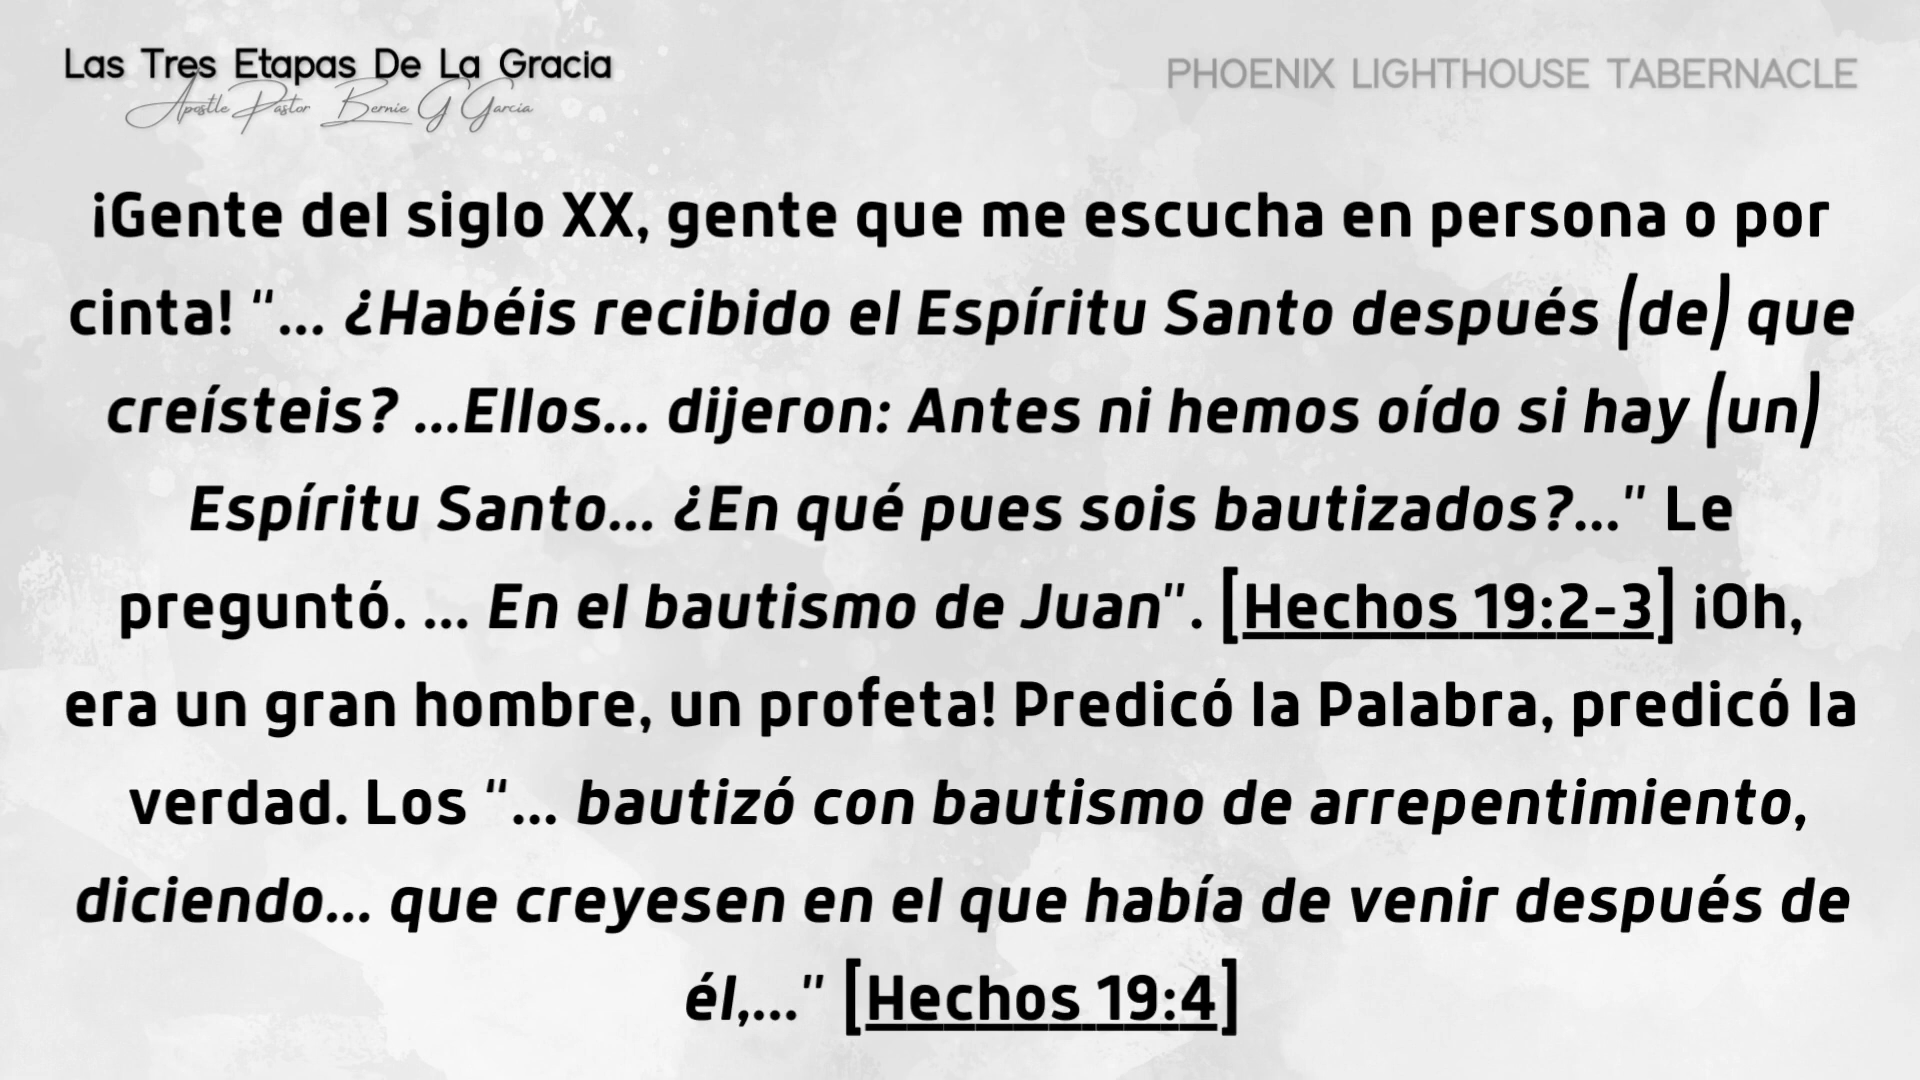 Las Tres Etapas De La Gracia
Apostle Pastor Bernie G Garcia
PHOENIX LIGHTHOUSE TABERNACLE
¡Gente del siglo XX, gente que me escucha en persona o por
cinta! "... ¿Habéis recibido el Espíritu Santo después (de) que
creísteis? ...Ellos... dijeron: Antes ni hemos oído si hay (un)
Espíritu Santo... ¿En qué pues sois bautizados?..." Le
preguntó. ... En el bautismo de Juan". [Hechos 19:2-3] ¡Oh,
era un gran hombre, un profeta! Predicó la Palabra, predicó la
verdad. Los "... bautizó con bautismo de arrepentimiento,
diciendo... que creyesen en el que había de venir después de
él,..." [Hechos 19:4]